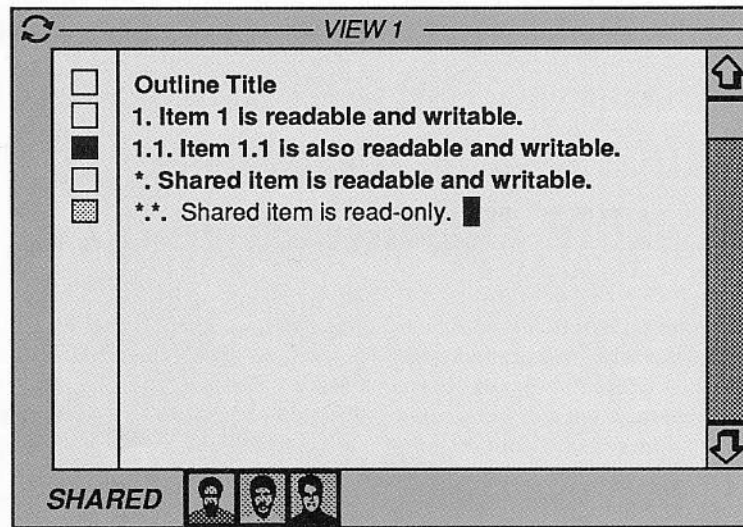 VIEW 1
Outline Title
1. Item 1 is readable and writable.
1.1. Item 1.1 is also readable and writable.
*. Shared item is readable and writable.
*.*. Shared item is read-only.
SHARED